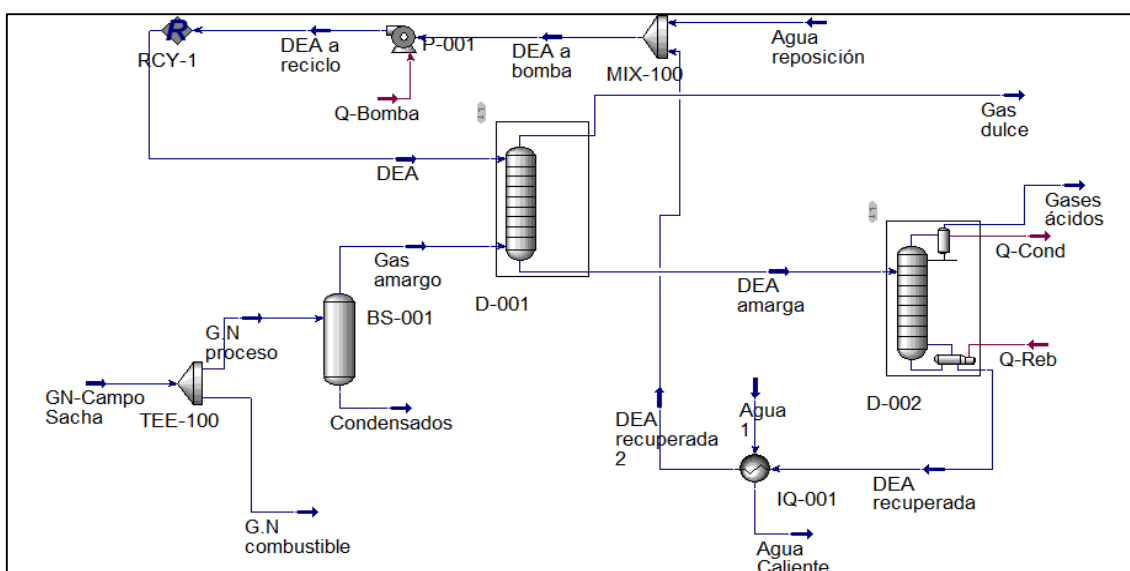 R
RCY-1
DEA a
reciclo
P-001
DEA a
bomba
MIX-100
Agua
reposición
Q-Bomba
Gas
dulce
DEA
Gases
ácidos
Q-Cond
Gas
amargo
D-001
DEA
amarga
BS-001
G.N
proceso
Q-Reb
D-002
GN-Campo
Sacha
TEE-100
Condensados
DEA
recuperada
2
Agua
1
IQ-001
DEA
recuperada
G.N
combustible
Agua
Caliente